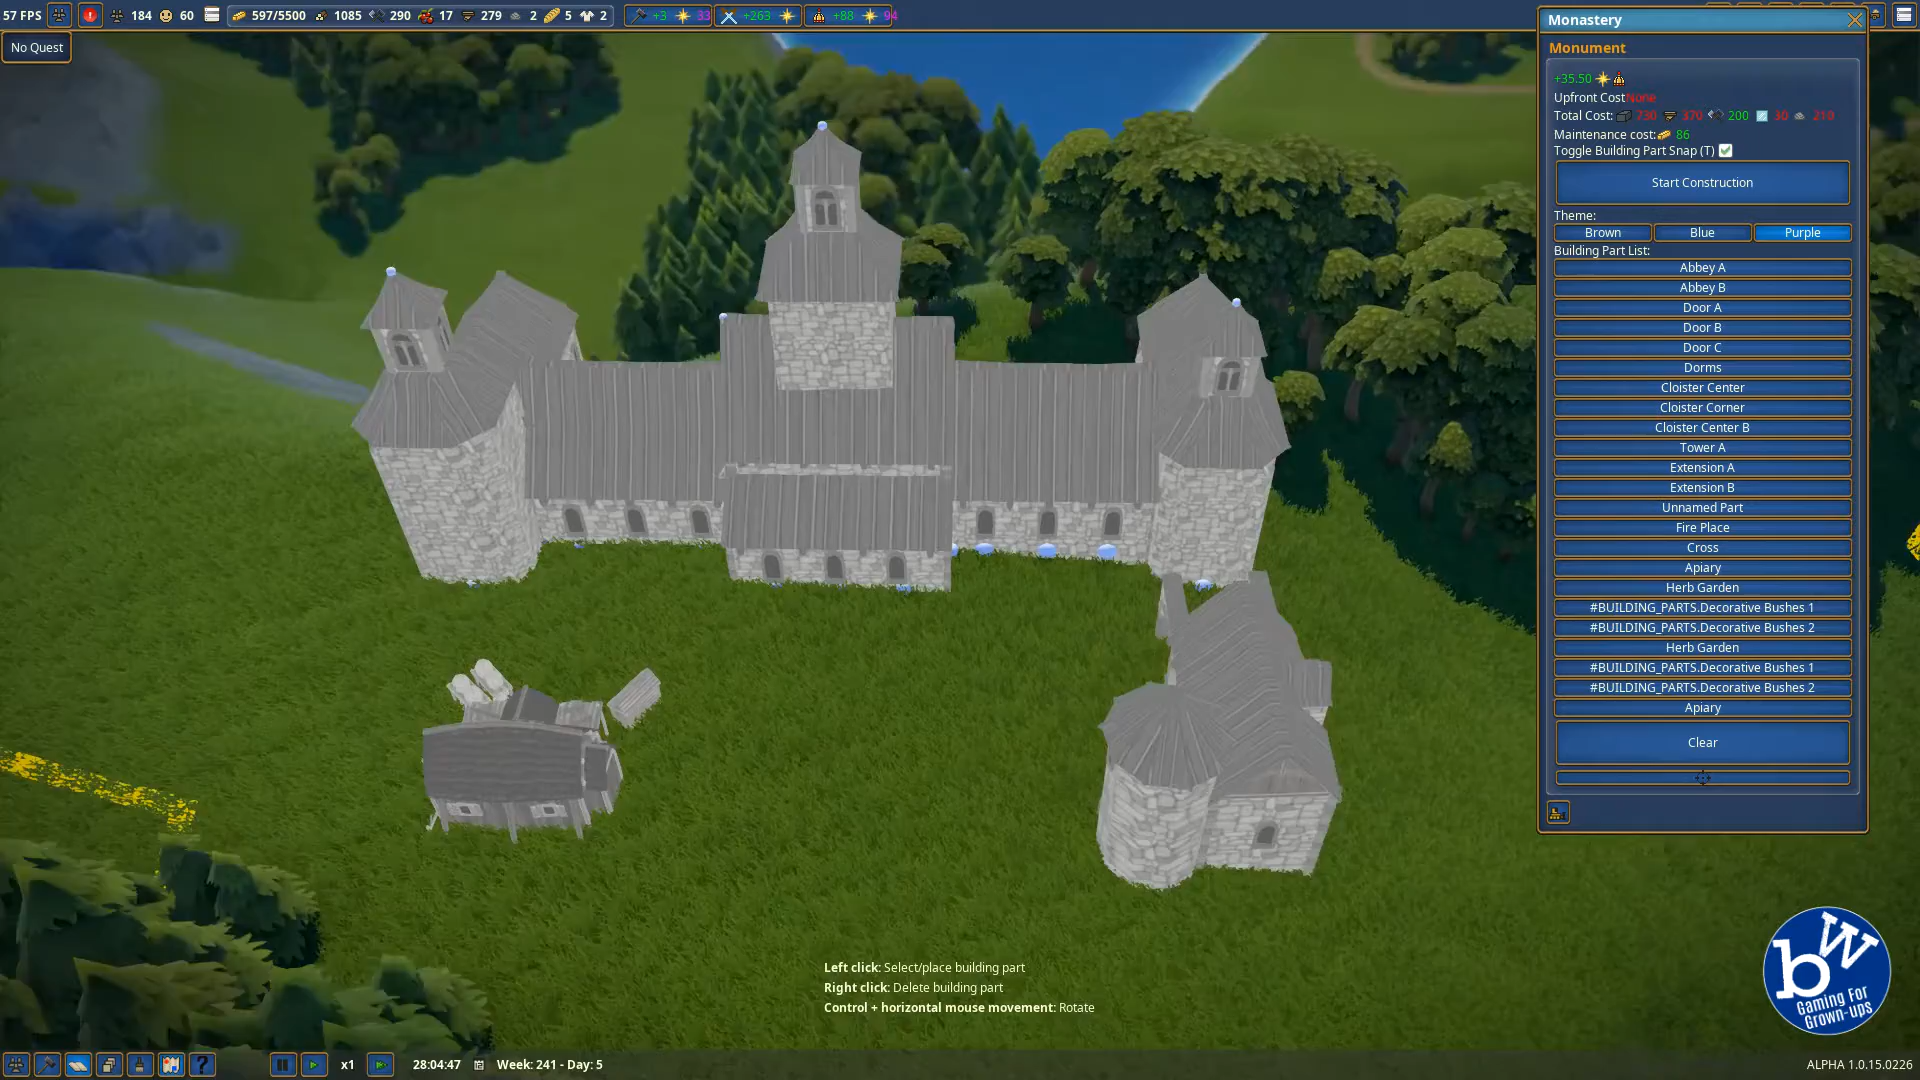 57 FPS 184 60 597/5500 1085 290 17 279 2 5 2 +3 33 +263 +88 94
No Quest
Monastery
Monument
+35.50
Upfront CostNone
Total Cost: 730 370 200 30 210
Maintenance cost: 86
Toggle Building Part Snap (T)
Start Construction
Theme:
Brown Blue Purple
Building Part List:
Abbey A
Abbey B
Door A
Door B
Door C
Dorms
Cloister Center
Cloister Corner
Cloister Center B
Tower A
Extension A
Extension B
Unnamed Part
Fire Place
Cross
Apiary
Herb Garden
#BUILDING_PARTS.Decorative Bushes 1
#BUILDING_PARTS.Decorative Bushes 2
Herb Garden
#BUILDING_PARTS.Decorative Bushes 1
#BUILDING_PARTS.Decorative Bushes 2
Apiary
Clear
Left click: Select/place building part
Right click: Delete building part
Control + horizontal mouse movement: Rotate
bW
Gaming For
Grown-ups
x1 28:04:47 Week: 241 - Day: 5
ALPHA 1.0.15.0226